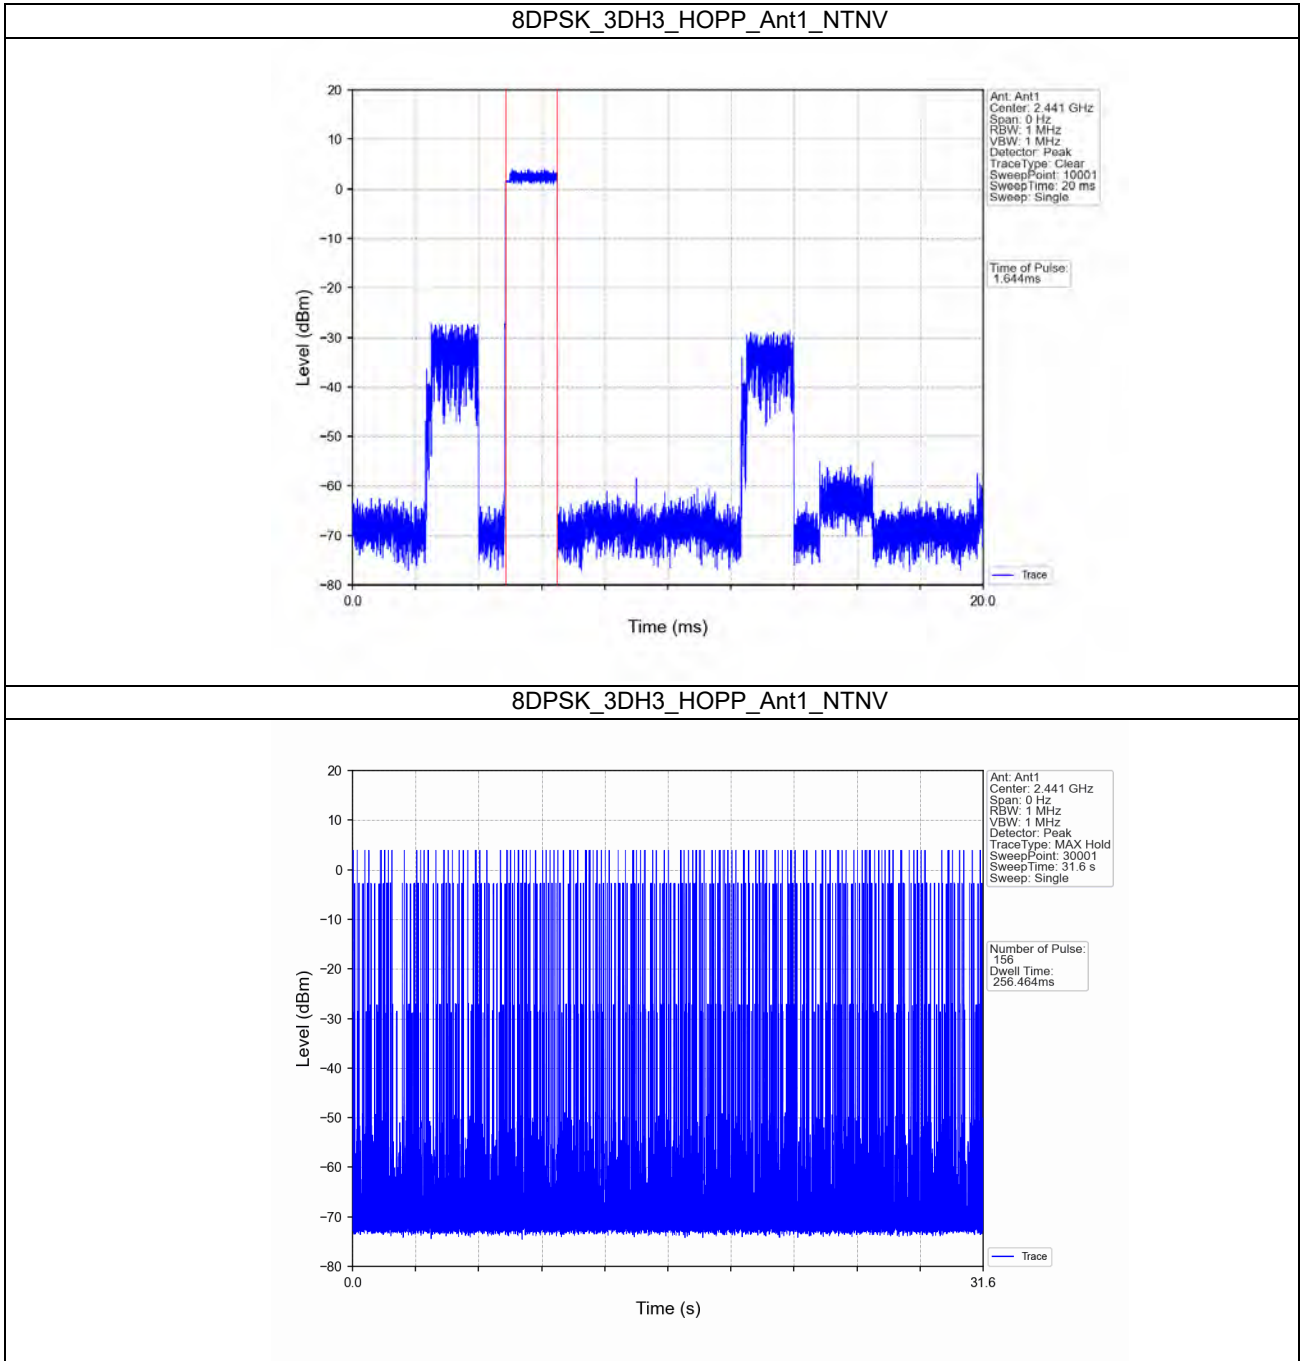 8DPSK_3DH3_HOPP_Ant1_NTNV
20
10
0
−10
−20
−30
−40
−50
−60
−70
−80
Level (dBm)
0.0
20.0
Time (ms)
Ant: Ant1
Center: 2.441 GHz
Span: 0 Hz
RBW: 1 MHz
VBW: 1 MHz
Detector: Peak
TraceType: Clear
SweepPoint: 10001
SweepTime: 20 ms
Sweep: Single
Time of Pulse:
1.644ms
Trace
8DPSK_3DH3_HOPP_Ant1_NTNV
20
10
0
−10
−20
−30
−40
−50
−60
−70
−80
Level (dBm)
0.0
31.6
Time (s)
Ant: Ant1
Center: 2.441 GHz
Span: 0 Hz
RBW: 1 MHz
VBW: 1 MHz
Detector: Peak
TraceType: MAX Hold
SweepPoint: 30001
SweepTime: 31.6 s
Sweep: Single
Number of Pulse:
156
Dwell Time:
256.464ms
Trace